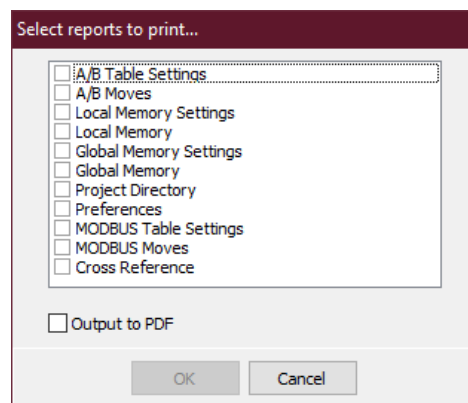 Select reports to print...
A/B Table Settings
A/B Moves
Local Memory Settings
Local Memory
Global Memory Settings
Global Memory
Project Directory
Preferences
MODBUS Table Settings
MODBUS Moves
Cross Reference
Output to PDF
OK Cancel